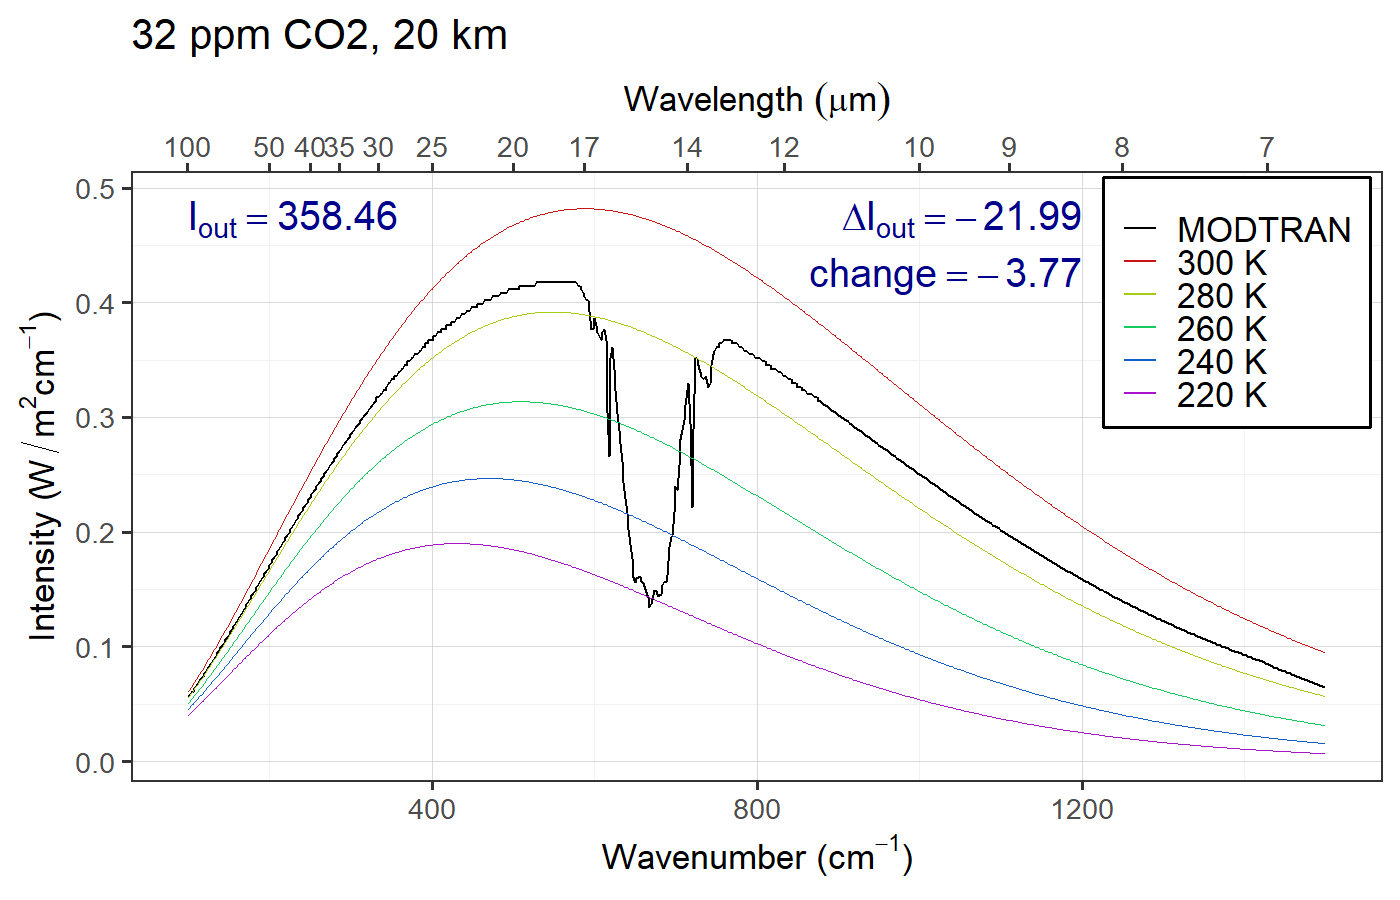 32 ppm CO2, 20 km
Wavelength (μm)
100 50 40 35 30 25 20 17 14 12 10 9 8 7
Intensity (W / m²cm⁻¹)
0.5
0.4
0.3
0.2
0.1
0.0
Iout = 358.46
ΔIout = − 21.99
change = − 3.77
MODTRAN
300 K
280 K
260 K
240 K
220 K
400 800 1200
Wavenumber (cm⁻¹)